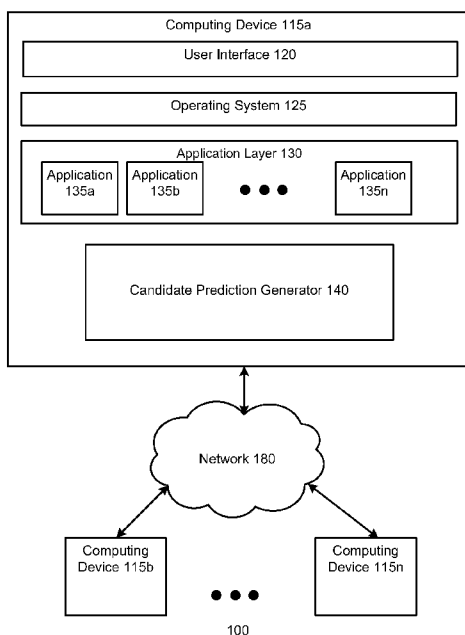 Computing Device 115a
User Interface 120
Operating System 125
Application Layer 130
Application
135a
Application
135b
Application
135n
Candidate Prediction Generator 140
Network 180
Computing
Device 115b
Computing
Device 115n
100